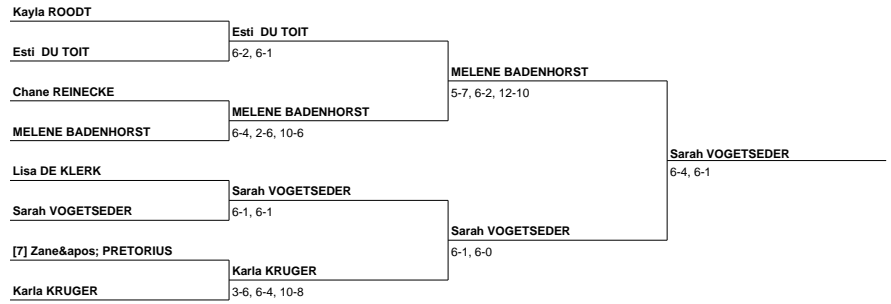 Kayla ROODT
Esti  DU TOIT
Esti  DU TOIT
6-2, 6-1
MELENE BADENHORST
Chane REINECKE
5-7, 6-2, 12-10
MELENE BADENHORST
MELENE BADENHORST
6-4, 2-6, 10-6
Sarah VOGETSEDER
Lisa DE KLERK
6-4, 6-1
Sarah VOGETSEDER
Sarah VOGETSEDER
6-1, 6-1
Sarah VOGETSEDER
[7] Zane&apos; PRETORIUS
6-1, 6-0
Karla KRUGER
Karla KRUGER
3-6, 6-4, 10-8